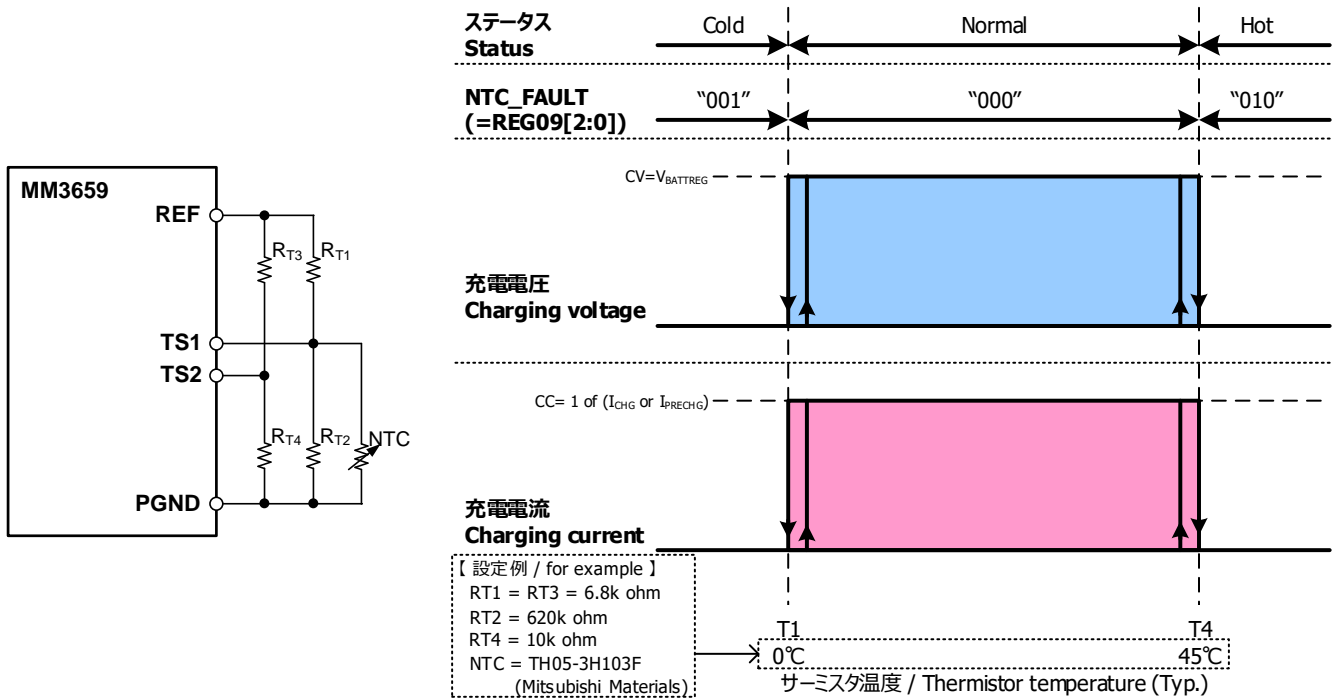 ステータス
Status
Cold
Normal
Hot
NTC_FAULT
(=REG09[2:0])
“001”
“000”
“010”
MM3659
REF
TS1
TS2
PGND
RT3
RT1
RT4
RT2
NTC
CV=VBATTREG
充電電圧
Charging voltage
CC= 1 of (ICHG or IPRECHG)
充電電流
Charging current
【 設定例 / for example 】
RT1 = RT3 = 6.8k ohm
RT2 = 620k ohm
RT4 = 10k ohm
NTC = TH05-3H103F
(Mitsubishi Materials)
T1
T4
0℃
45℃
サーミスタ温度 / Thermistor temperature (Typ.)